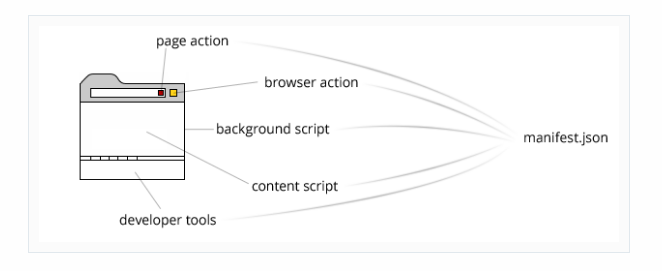 page action
browser action
background script
manifest.json
content script
developer tools